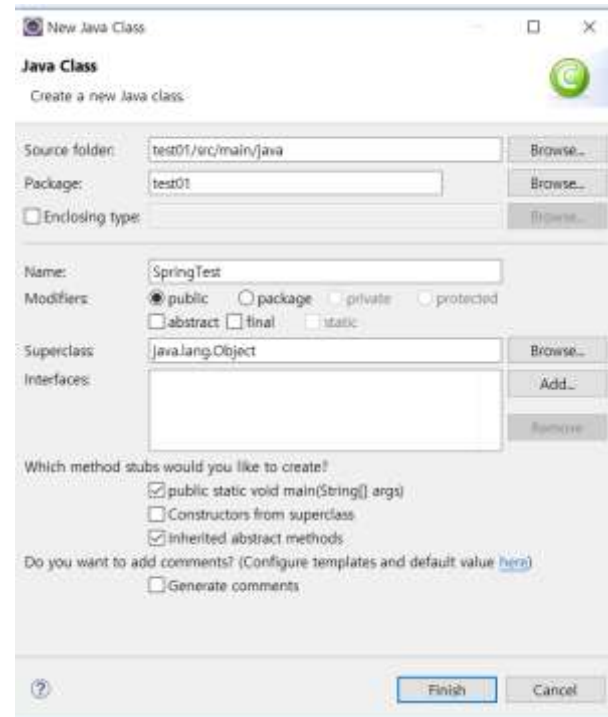 New Java Class
Java Class
Create a new Java class.
Source folder: test01/src/main/java Browse...
Package: test01 Browse...
Enclosing type: Browse...
Name: SpringTest
Modifiers: public package private protected
abstract final static
Superclass: java.lang.Object Browse...
Interfaces: Add...
Remove
Which method stubs would you like to create?
public static void main(String[] args)
Constructors from superclass
Inherited abstract methods
Do you want to add comments? (Configure templates and default value here)
Generate comments
Finish Cancel